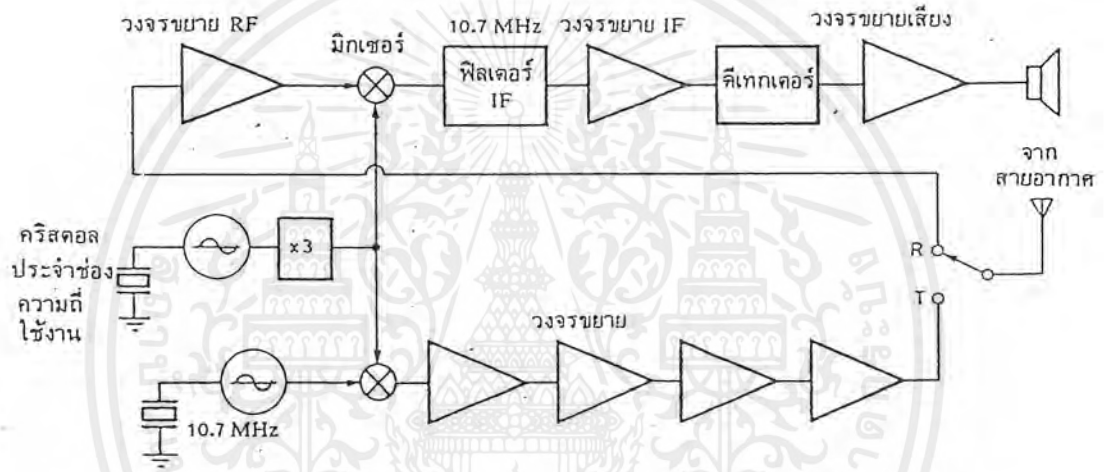 วงจรขยาย RF
มิกเซอร์
10.7 MHz
วงจรขยาย IF
วงจรขยายเสียง
ฟิลเตอร์
IF
ดีเทกเตอร์
จาก
สายอากาศ
คริสตอล
ประจำช่อง
ความถี่
ใช้งาน
x3
R
T
วงจรขยาย
10.7 MHz